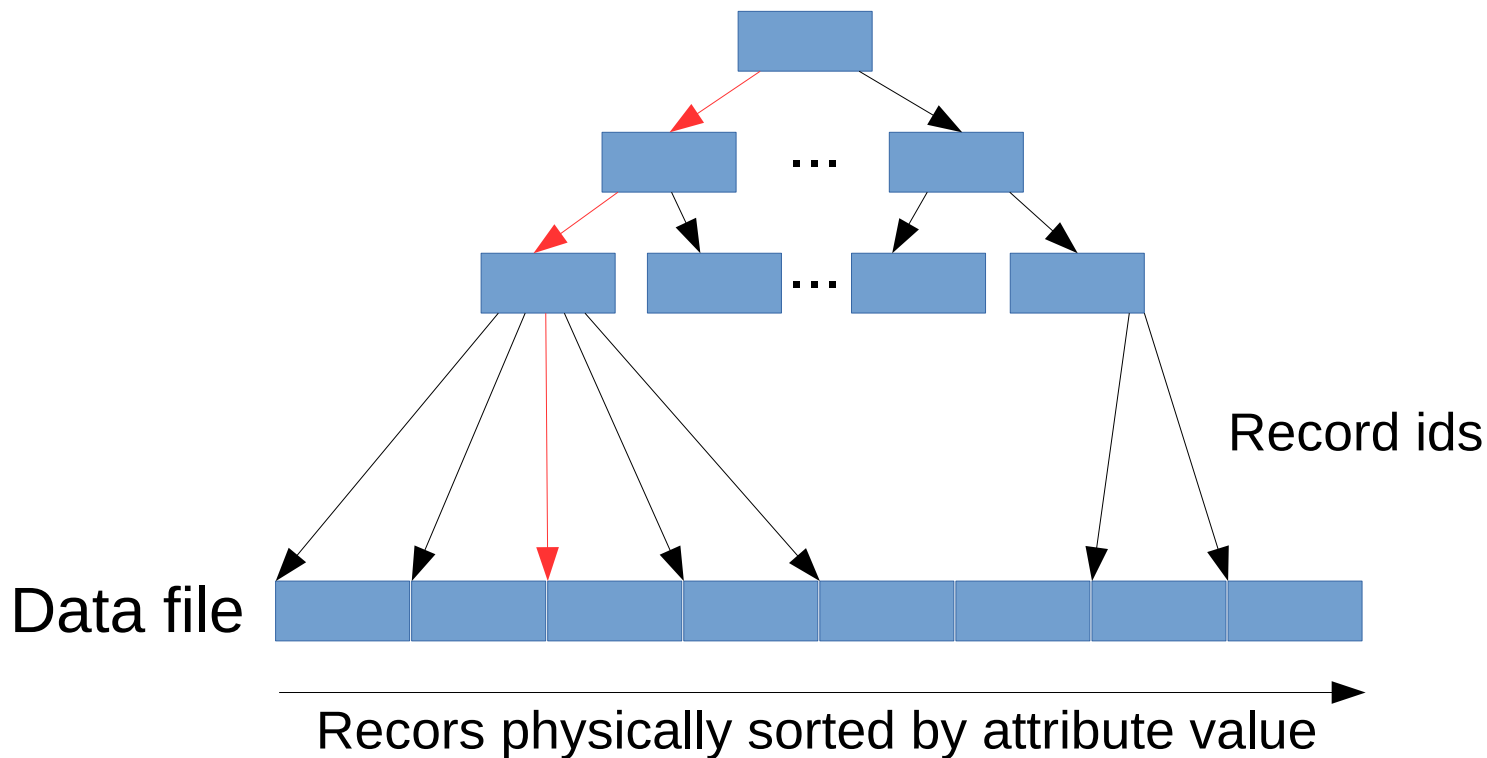 ...
...
Record ids
Data file
Recors physically sorted by attribute value